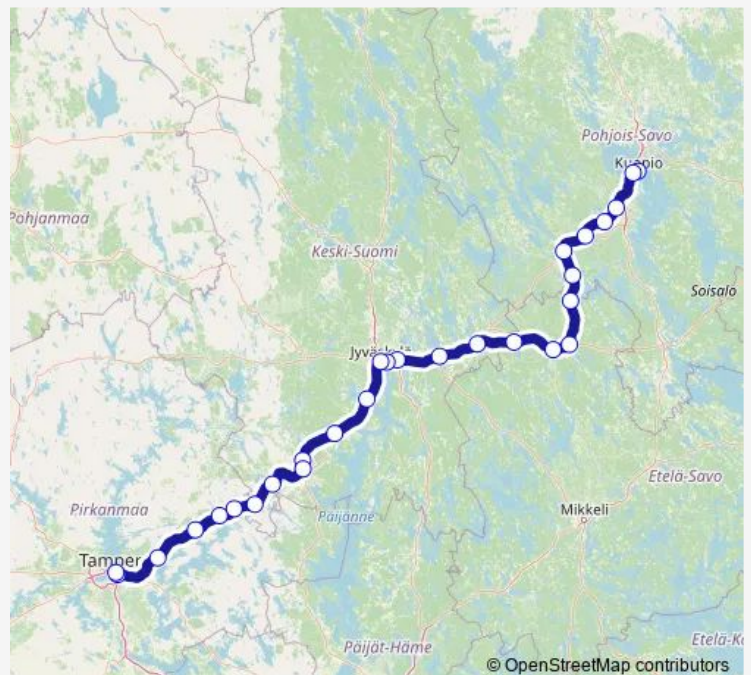 Pohjois-Savo
Pohjanmaa
Keski-Suomi
Soisalo
Etelä-Savo
Pirkanmaa
Päijänne
Mikkeli
Päijät-Häme
© OpenStreetMap contributors